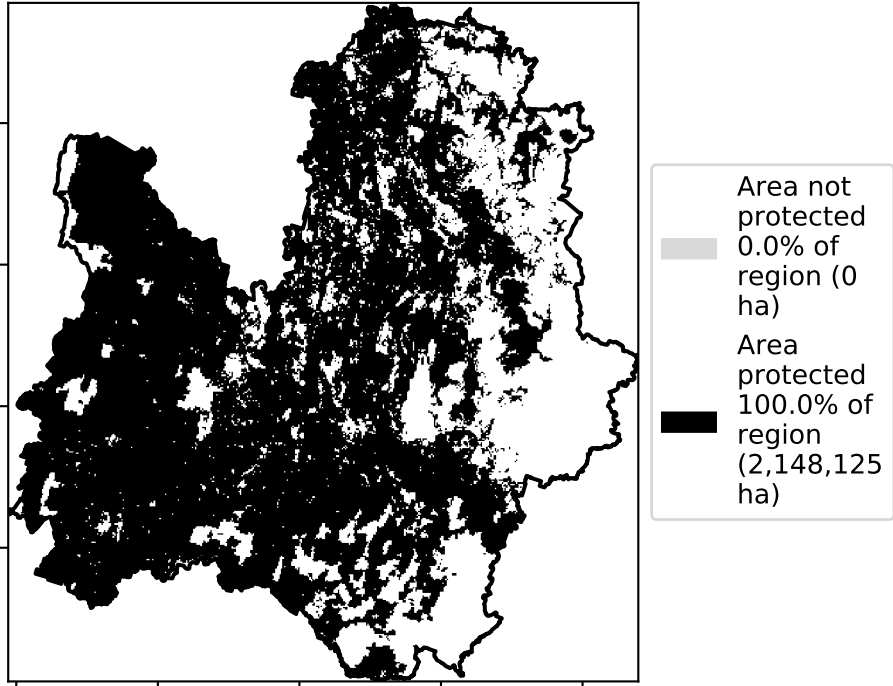 Area not
protected
0.0% of
region (0
ha)
Area
protected
100.0% of
region
(2,148,125
ha)